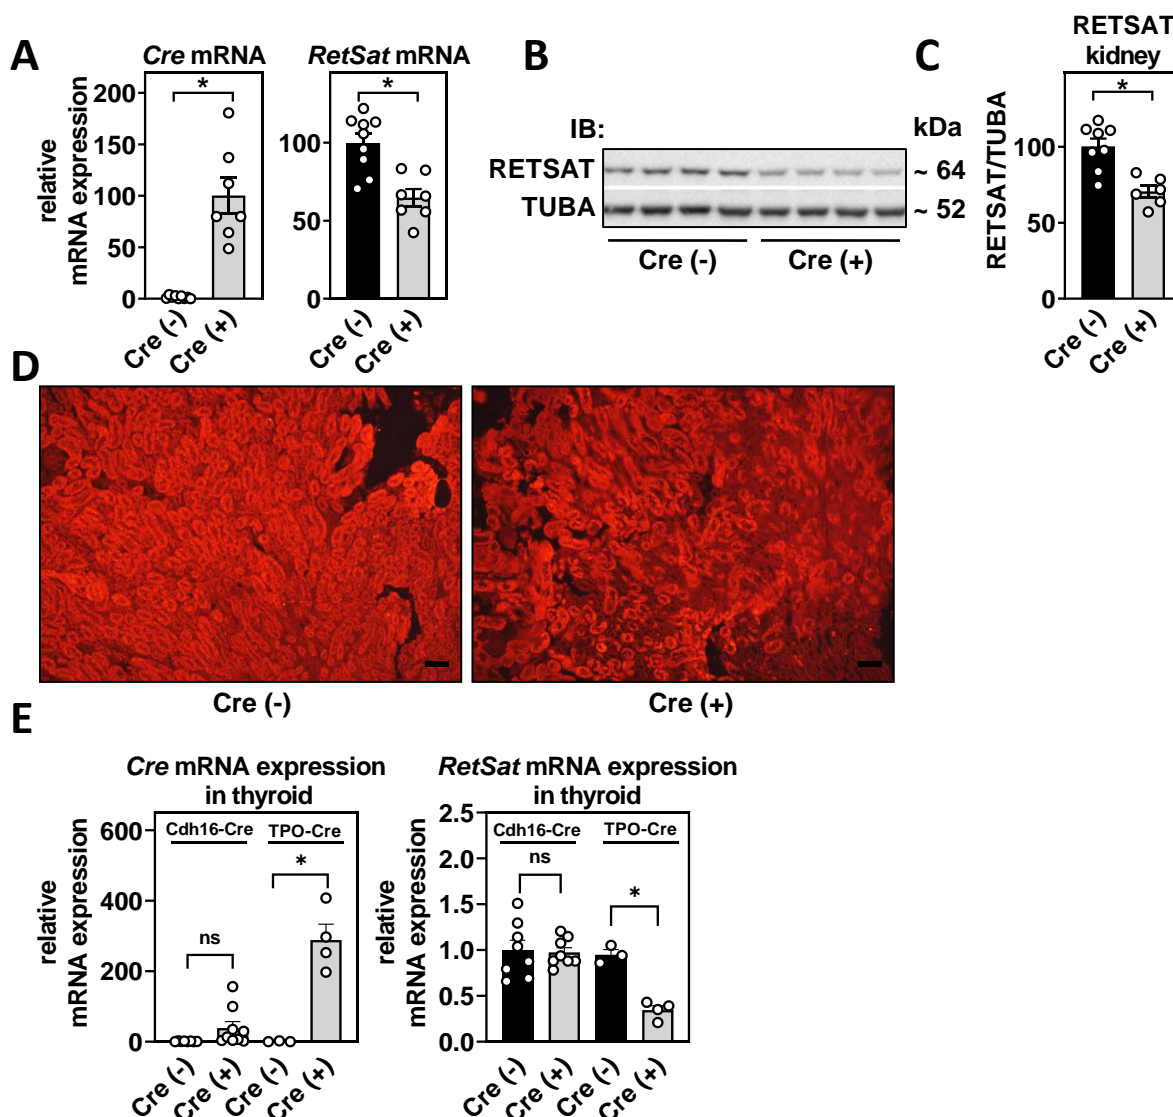 A
Cre mRNA
relative
mRNA expression
200
150
100
50
0
*
Cre (-)
Cre (+)
RetSat mRNA
100
50
0
*
Cre (-)
Cre (+)
B
IB:
kDa
RETSAT
~ 64
TUBA
~ 52
Cre (-)
Cre (+)
C
RETSAT
kidney
RETSAT/TUBA
100
50
0
*
Cre (-)
Cre (+)
D
Cre (-)
Cre (+)
E
Cre mRNA expression
in thyroid
relative
mRNA expression
600
400
200
0
Cdh16-Cre
TPO-Cre
ns
*
Cre (-)
Cre (+)
Cre (-)
Cre (+)
RetSat mRNA expression
in thyroid
relative
mRNA expression
2.5
2.0
1.5
1.0
0.5
0.0
Cdh16-Cre
TPO-Cre
ns
*
Cre (-)
Cre (+)
Cre (-)
Cre (+)